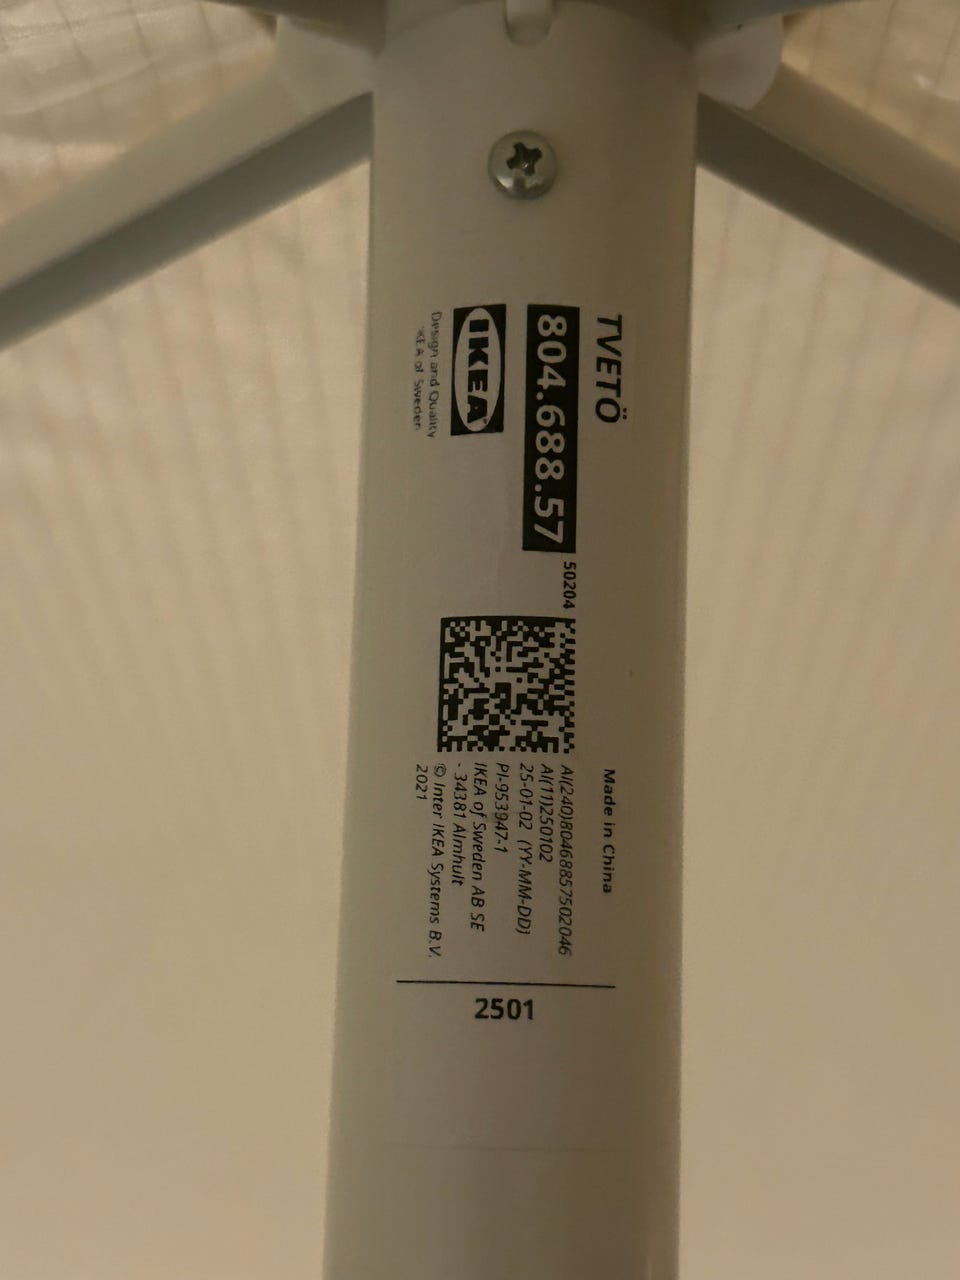 TVETÖ
804.688.57
50204
IKEA
Design and Quality
IKEA of Sweden
Made in China
AI(240)80468857502046
AI(11)250102
25-01-02 (YY-MM-DD)
PI-953947-1
IKEA of Sweden AB SE
- 34381 Älmhult
© Inter IKEA Systems B.V.
2021
2501